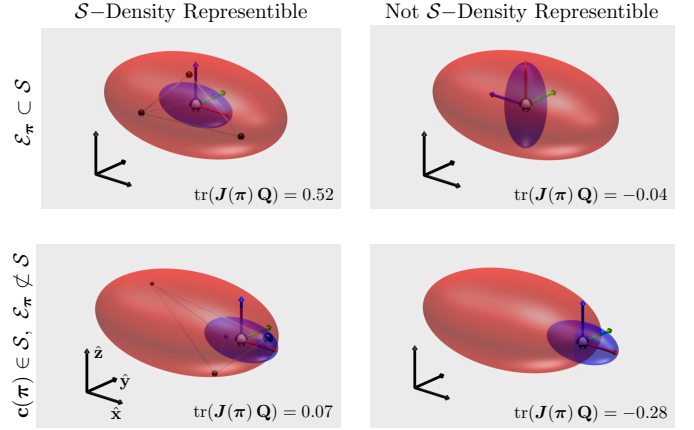 𝒮−Density Representible
Not 𝒮−Density Representible
ℰ_𝝅 ⊂ 𝒮
tr(𝑱(𝝅) 𝐐) = 0.52
tr(𝑱(𝝅) 𝐐) = −0.04
𝐜(𝝅) ∈ 𝒮, ℰ_𝝅 ⊄ 𝒮
ẑ
ŷ
x̂
tr(𝑱(𝝅) 𝐐) = 0.07
tr(𝑱(𝝅) 𝐐) = −0.28